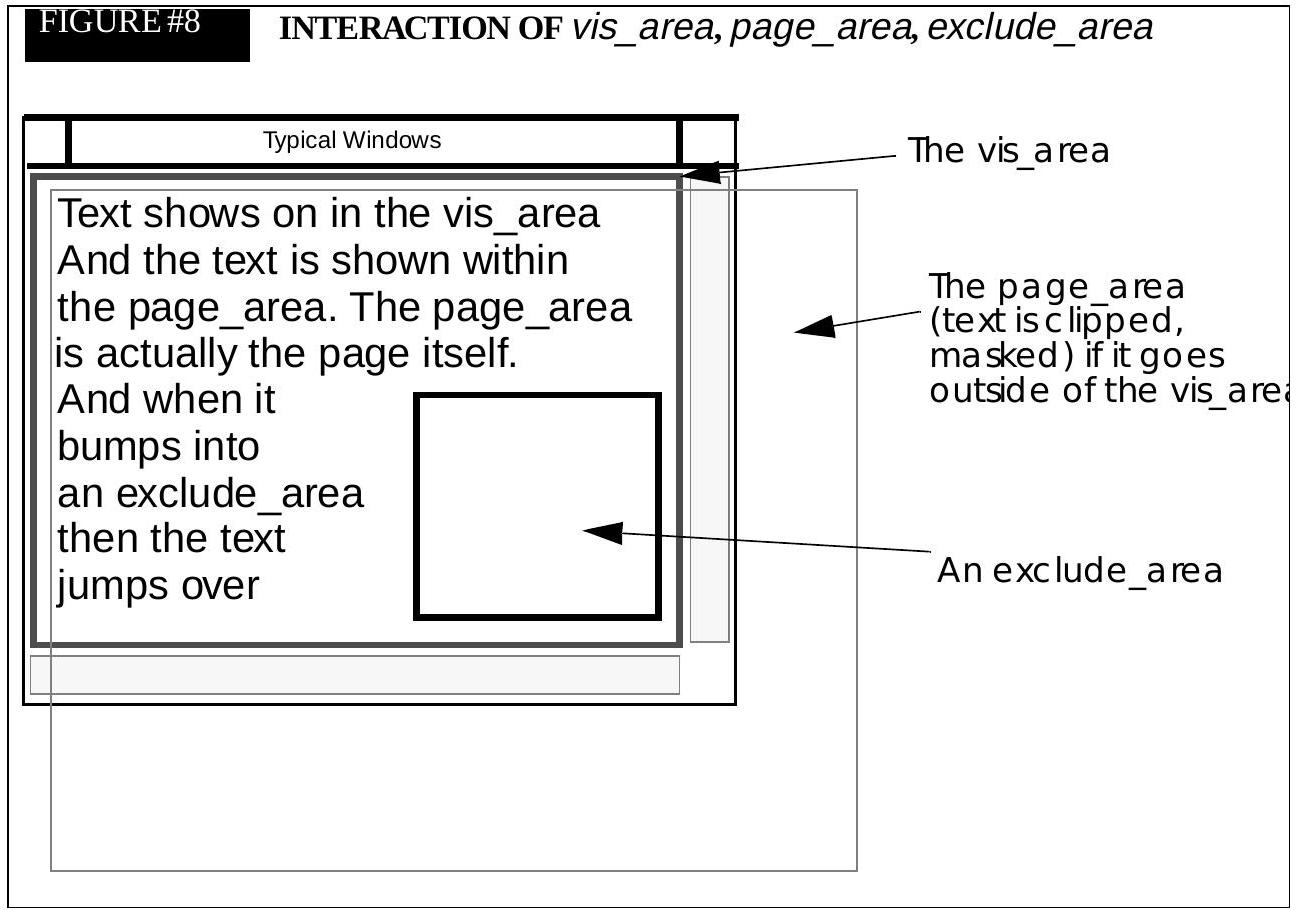 FIGURE #8
INTERACTION OF vis_area, page_area, exclude_area
Typical Windows
The vis_area
Text shows on in the vis_area
And the text is shown within
the page_area. The page_area
is actually the page itself.
And when it
bumps into
an exclude_area
then the text
jumps over
The page_area
(text is clipped,
masked) if it goes
outside of the vis_area
An exclude_area